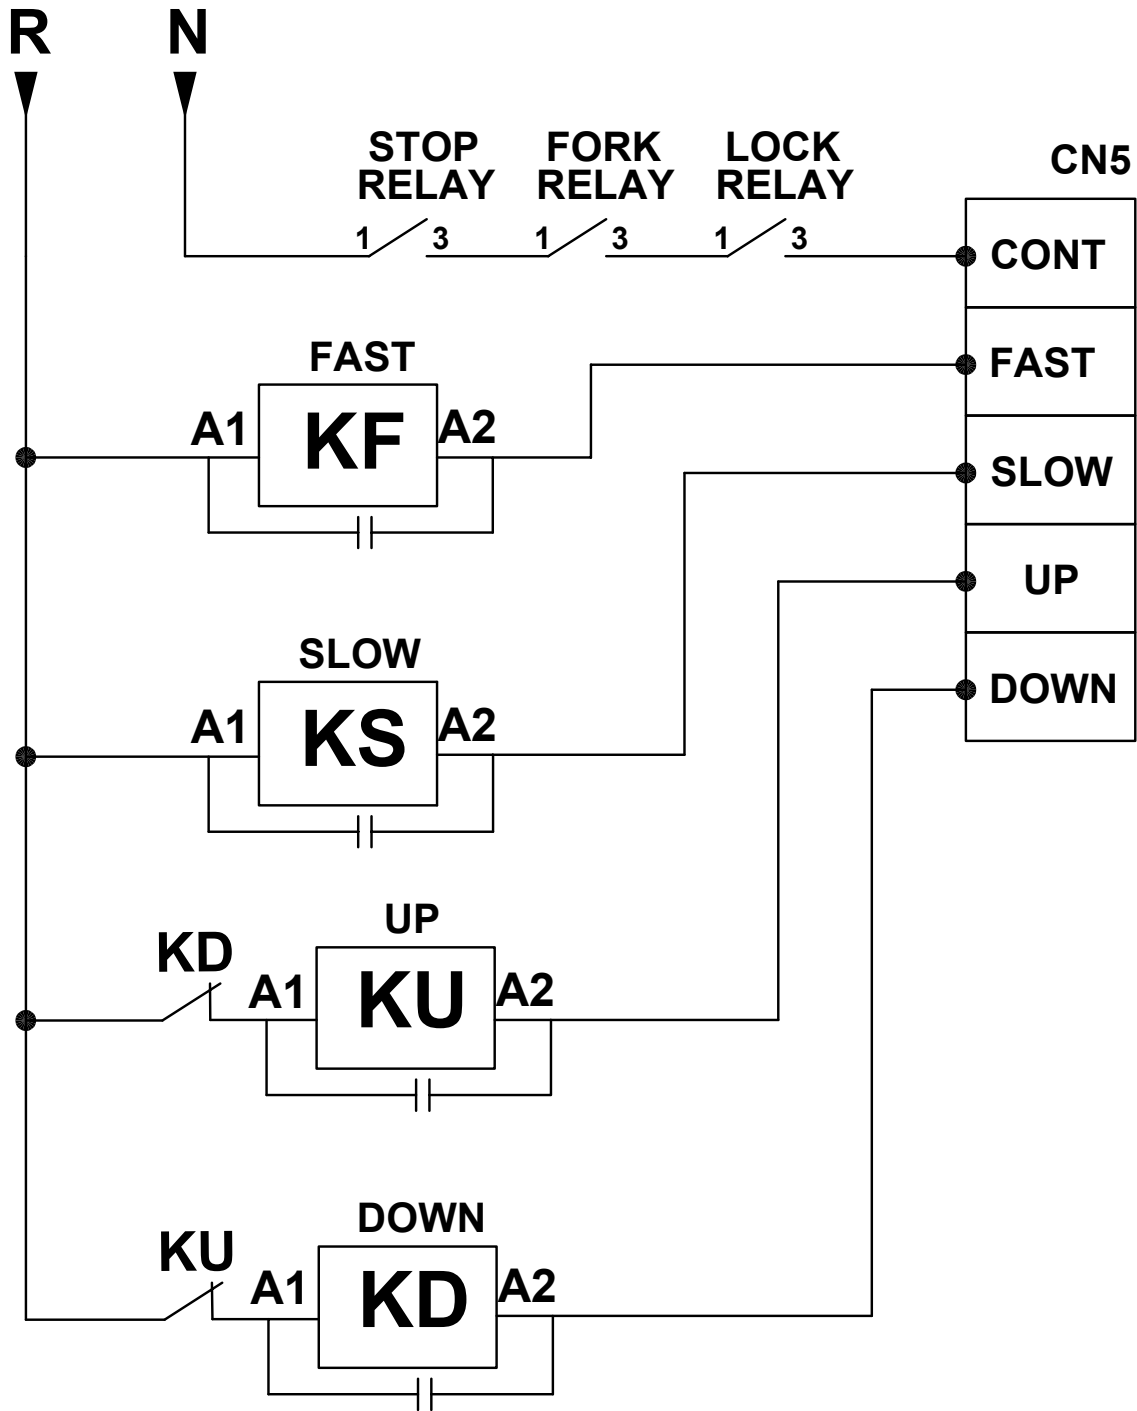 R N
STOP FORK LOCK
RELAY RELAY RELAY
CN5
1 3 1 3 1 3
CONT
FAST
FAST
A1 KF A2
SLOW
UP
SLOW
DOWN
A1 KS A2
UP
KD
A1 KU A2
DOWN
KU
A1 KD A2